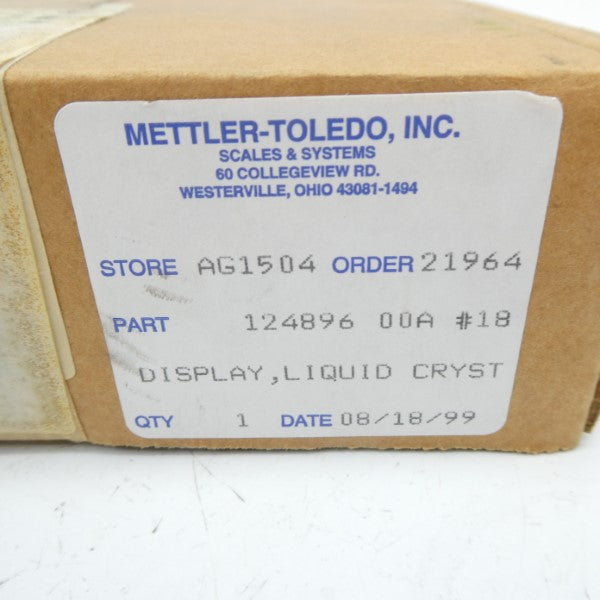 METTLER-TOLEDO, INC.
SCALES & SYSTEMS
60 COLLEGEVIEW RD.
WESTERVILLE, OHIO 43081-1494
STORE AG1504 ORDER 21964
PART 124896 00A #18
DISPLAY,LIQUID CRYST
QTY 1 DATE 08/18/99